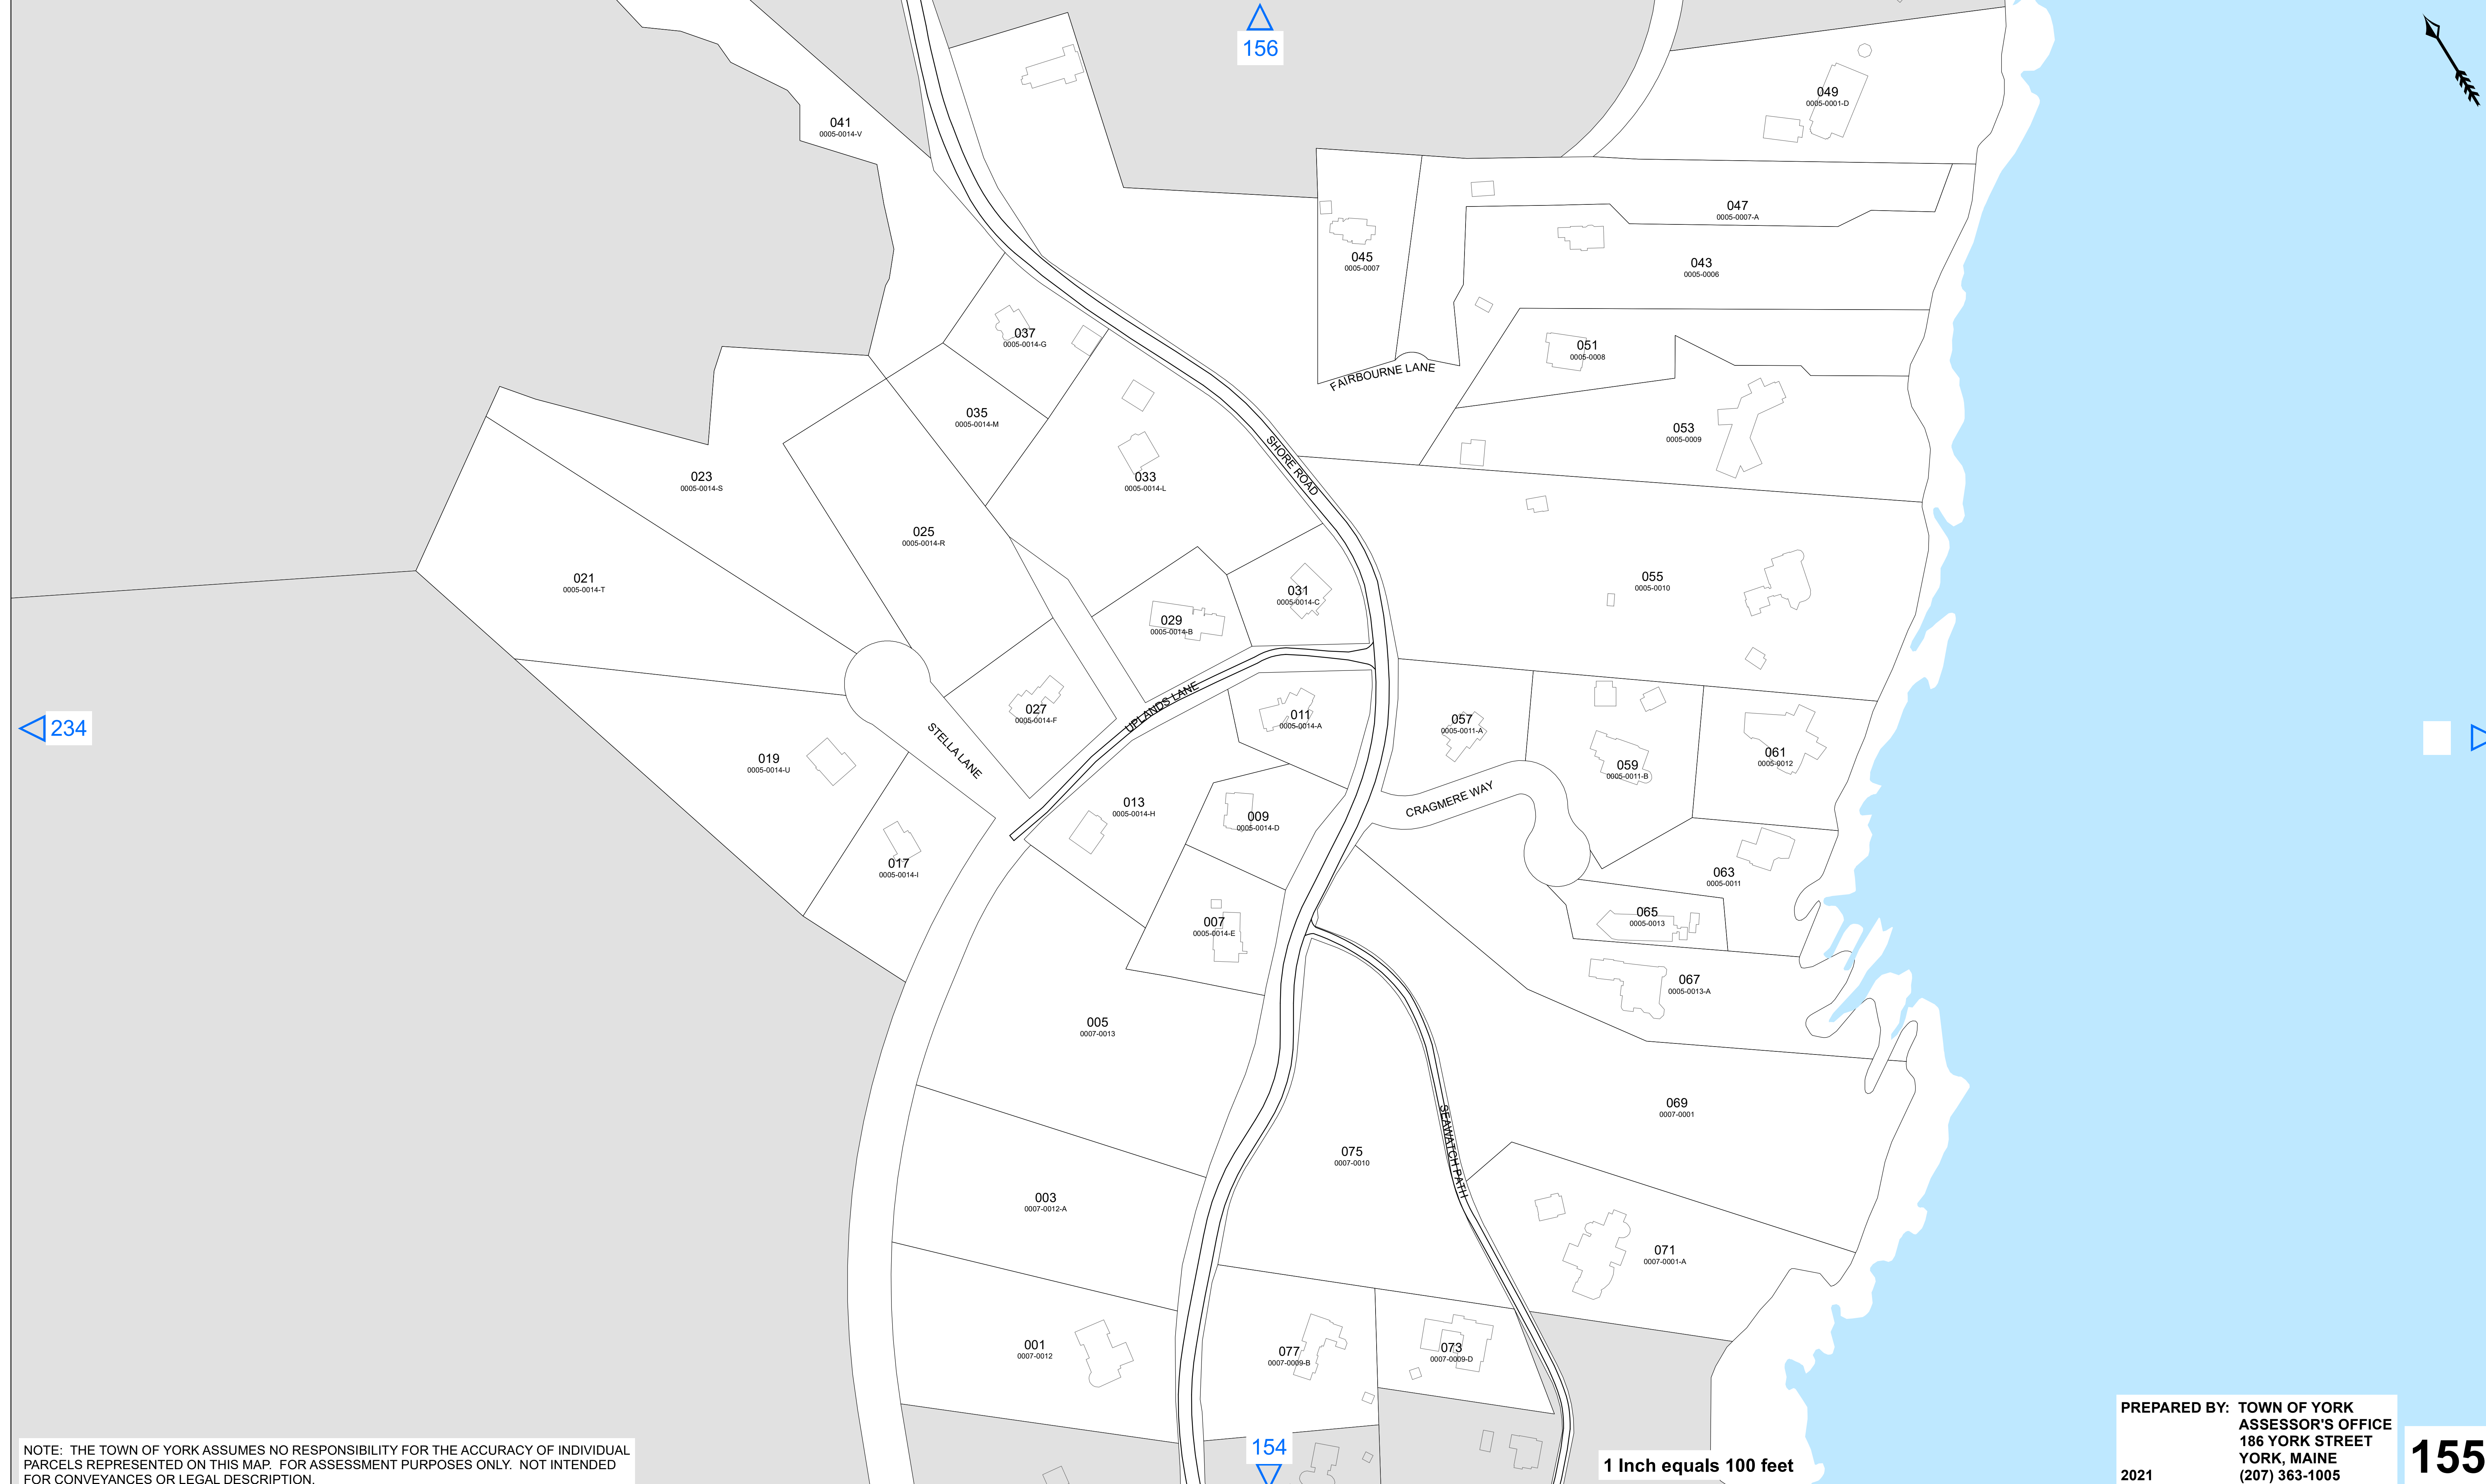 156
041
0005-0014-V
049
0005-0001-D
047
0005-0007-A
045
0005-0007
043
0005-0006
037
0005-0014-G
051
0005-0008
FAIRBOURNE LANE
035
0005-0014-M
053
0005-0009
SHORE ROAD
023
0005-0014-S
033
0005-0014-L
025
0005-0014-R
021
0005-0014-T
055
0005-0010
031
0005-0014-C
029
0005-0014-B
027
0005-0014-F
UPLANDS LANE
011
0005-0014-A
057
0005-0011-A
234
STELLA LANE
019
0005-0014-U
059
0005-0011-B
061
0005-0012
CRAGMERE WAY
013
0005-0014-H
009
0005-0014-D
017
0005-0014-I
063
0005-0011
065
0005-0013
007
0005-0014-E
067
0005-0013-A
005
0007-0013
069
0007-0001
SEAWATCH PATH
075
0007-0010
003
0007-0012-A
071
0007-0001-A
001
0007-0012
077
0007-0009-B
073
0007-0009-D
154
NOTE: THE TOWN OF YORK ASSUMES NO RESPONSIBILITY FOR THE ACCURACY OF INDIVIDUAL
PARCELS REPRESENTED ON THIS MAP. FOR ASSESSMENT PURPOSES ONLY. NOT INTENDED
FOR CONVEYANCES OR LEGAL DESCRIPTION.
1 Inch equals 100 feet
PREPARED BY: TOWN OF YORK
ASSESSOR'S OFFICE
186 YORK STREET
YORK, MAINE
2021 (207) 363-1005
155